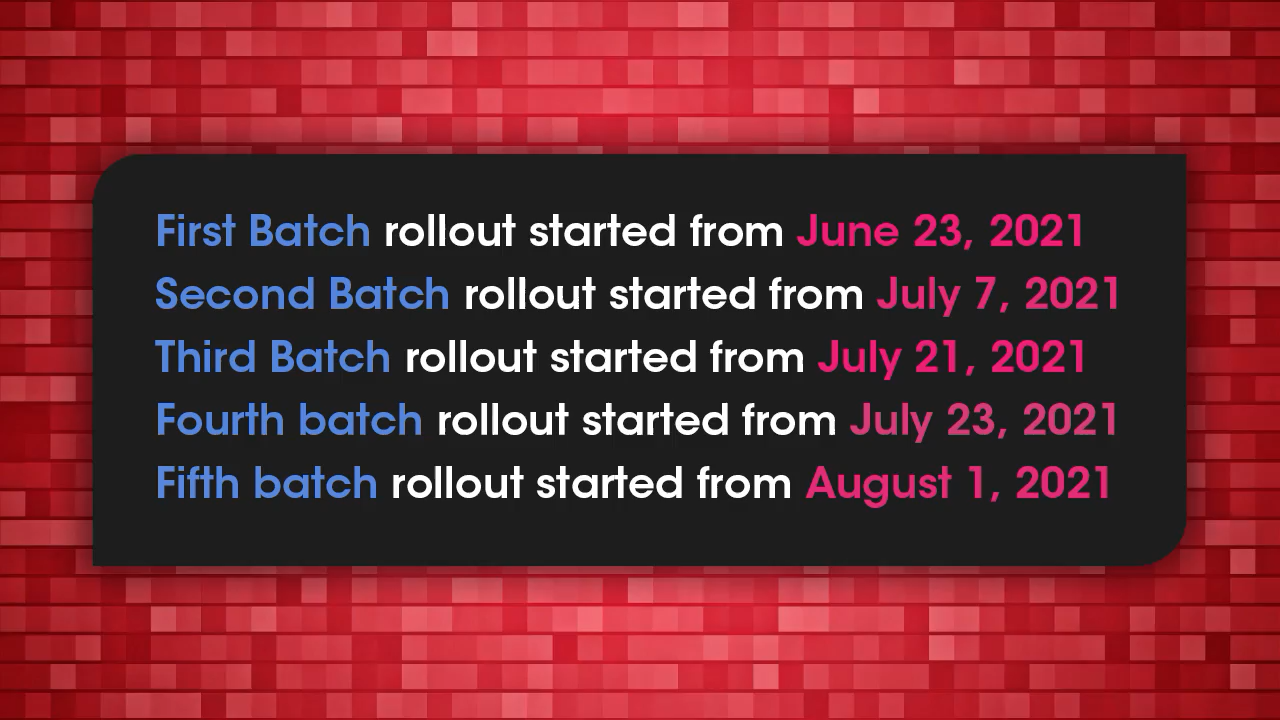 First Batch rollout started from June 23, 2021
Second Batch rollout started from July 7, 2021
Third Batch rollout started from July 21, 2021
Fourth batch rollout started from July 23, 2021
Fifth batch rollout started from August 1, 2021